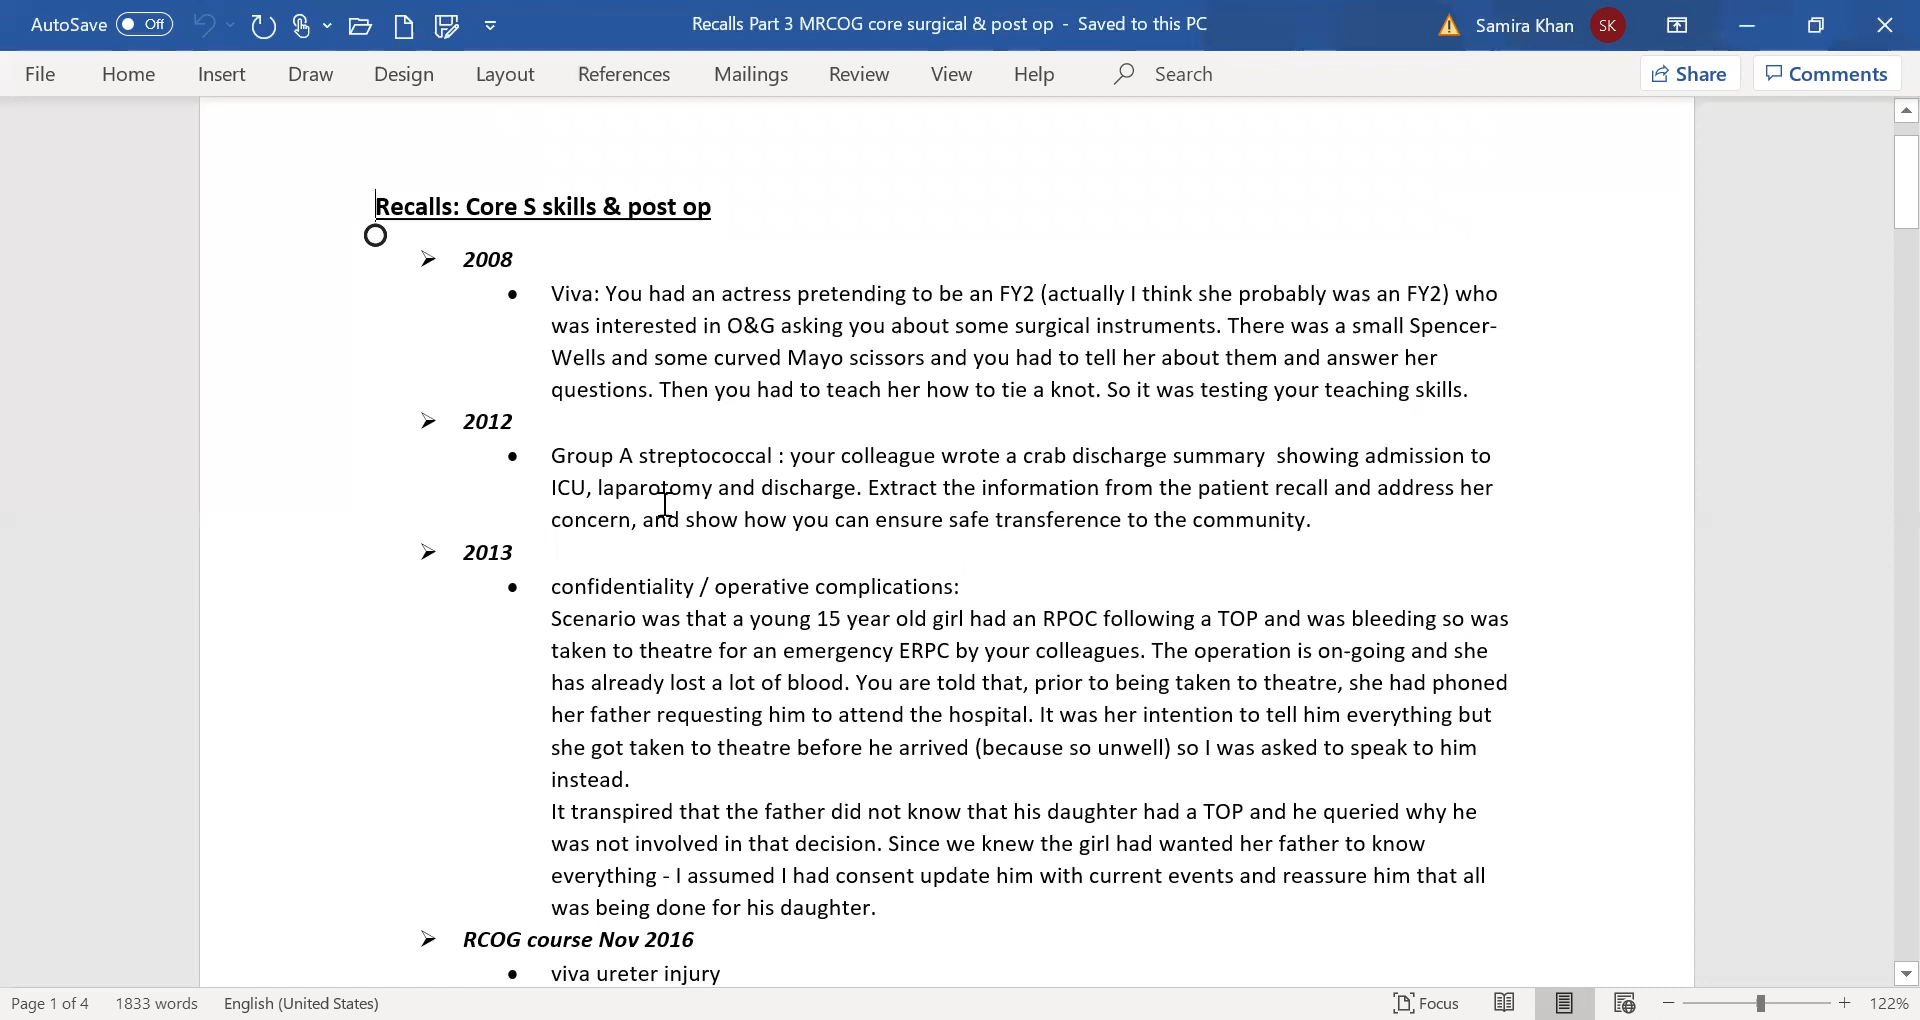 AutoSave Off Recalls Part 3 MRCOG core surgical & post op - Saved to this PC Samira Khan SK
File Home Insert Draw Design Layout References Mailings Review View Help Search Share Comments
Recalls: Core S skills & post op
2008
Viva: You had an actress pretending to be an FY2 (actually I think she probably was an FY2) who
was interested in O&G asking you about some surgical instruments. There was a small Spencer-
Wells and some curved Mayo scissors and you had to tell her about them and answer her
questions. Then you had to teach her how to tie a knot. So it was testing your teaching skills.
2012
Group A streptococcal : your colleague wrote a crab discharge summary  showing admission to
ICU, laparotomy and discharge. Extract the information from the patient recall and address her
concern, and show how you can ensure safe transference to the community.
2013
confidentiality / operative complications:
Scenario was that a young 15 year old girl had an RPOC following a TOP and was bleeding so was
taken to theatre for an emergency ERPC by your colleagues. The operation is on-going and she
has already lost a lot of blood. You are told that, prior to being taken to theatre, she had phoned
her father requesting him to attend the hospital. It was her intention to tell him everything but
she got taken to theatre before he arrived (because so unwell) so I was asked to speak to him
instead.
It transpired that the father did not know that his daughter had a TOP and he queried why he
was not involved in that decision. Since we knew the girl had wanted her father to know
everything - I assumed I had consent update him with current events and reassure him that all
was being done for his daughter.
RCOG course Nov 2016
viva ureter injury
Page 1 of 4 1833 words English (United States) Focus 122%